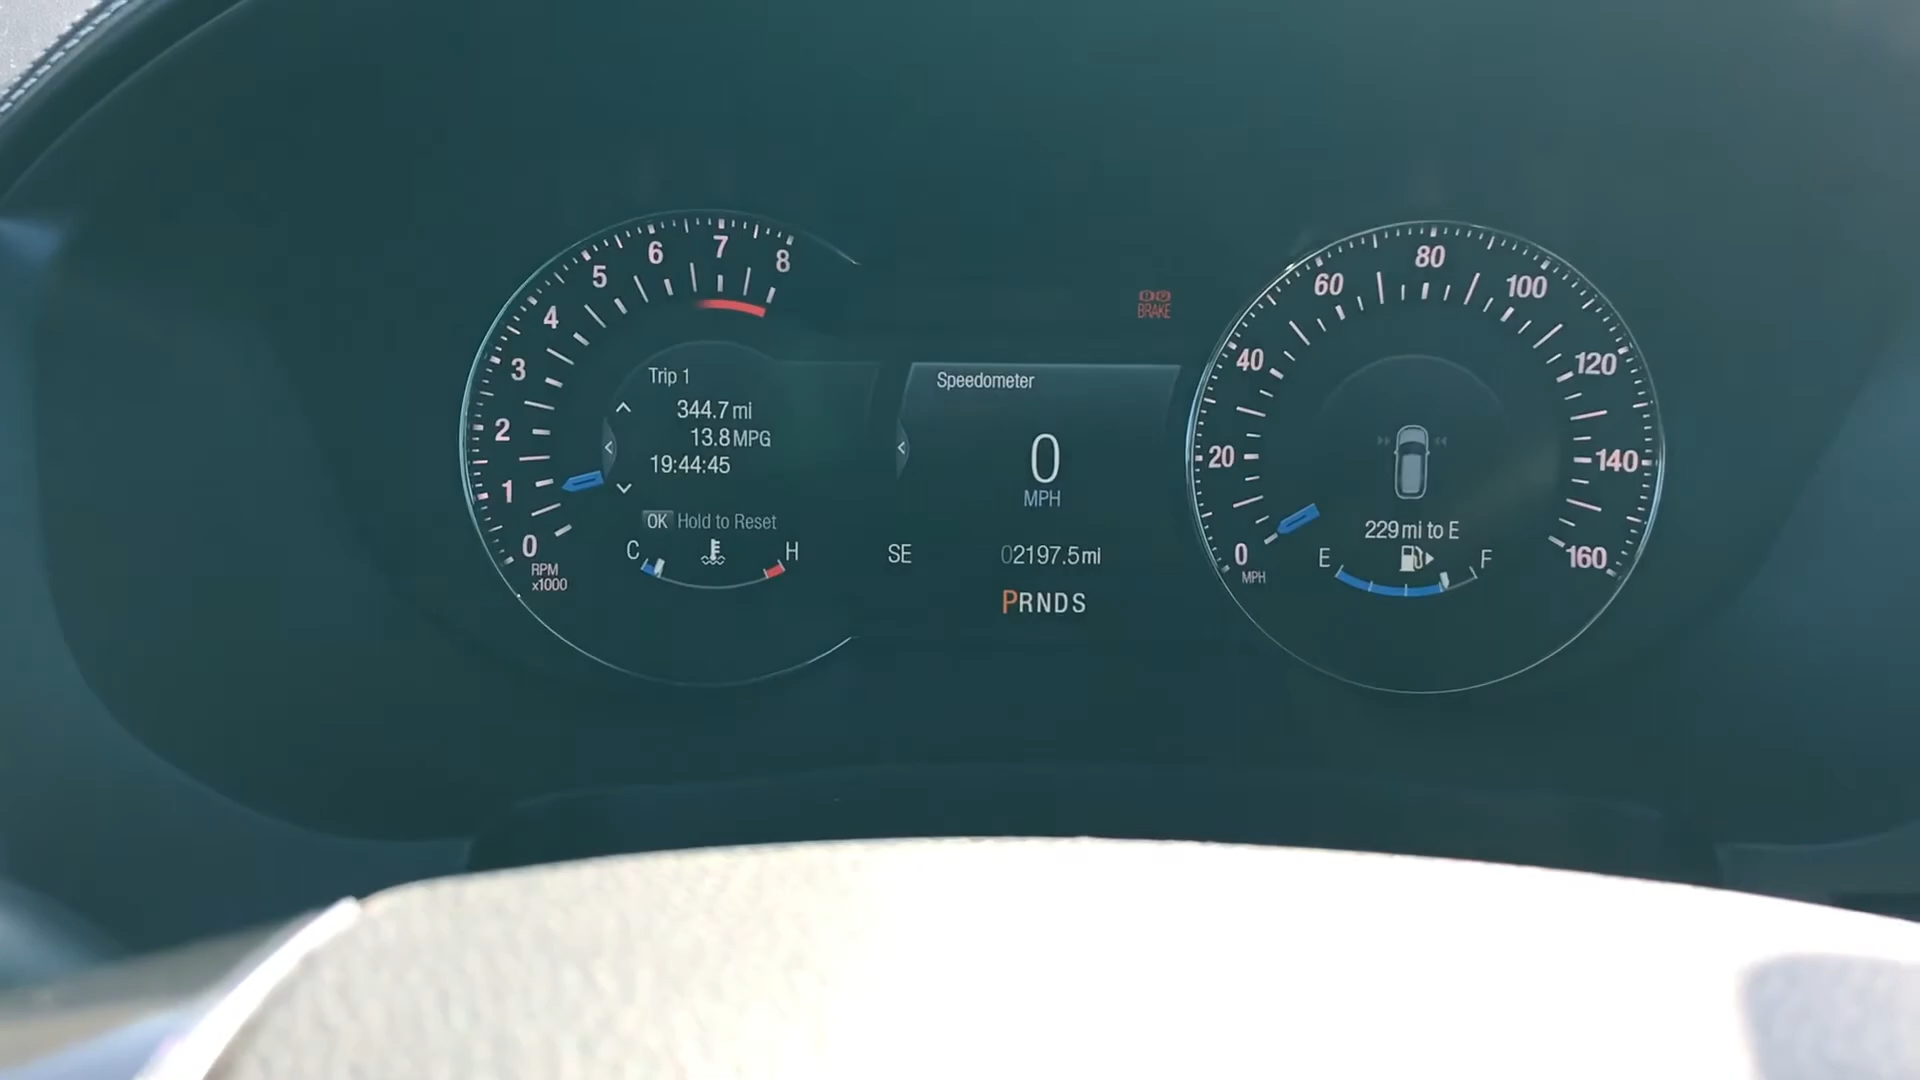 0
1
2
3
4
5
6
7
8
RPM
x1000
Trip 1
344.7 mi
13.8 MPG
19:44:45
OK Hold to Reset
C H
BRAKE
Speedometer
0
MPH
SE 02197.5 mi
PRNDS
0
20
40
60
80
100
120
140
160
MPH
229 mi to E
E F